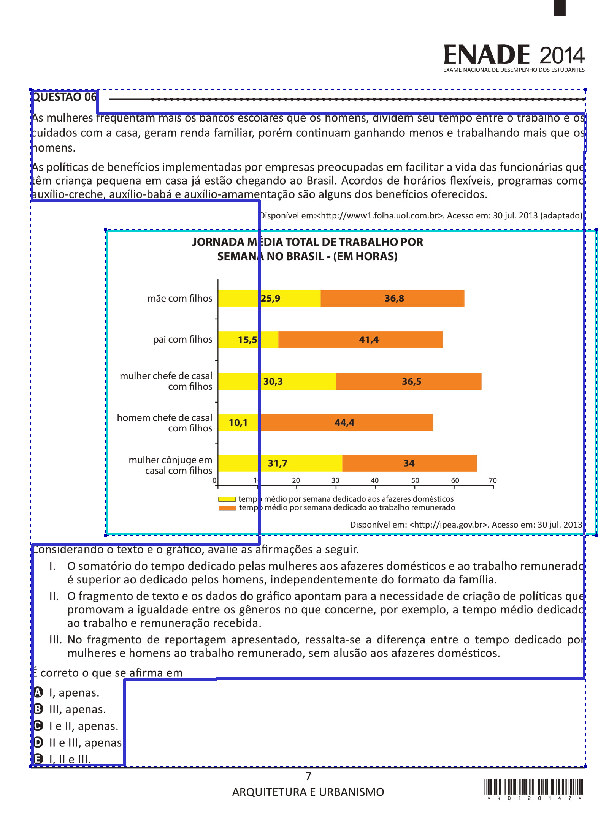 ENADE 2014
EXAME NACIONAL DE DESEMPENHO DOS ESTUDANTES
QUESTÃO 06
As mulheres frequentam mais os bancos escolares que os homens, dividem seu tempo entre o trabalho e os
cuidados com a casa, geram renda familiar, porém continuam ganhando menos e trabalhando mais que os
homens.
As políticas de benefícios implementadas por empresas preocupadas em facilitar a vida das funcionárias que
têm criança pequena em casa já estão chegando ao Brasil. Acordos de horários flexíveis, programas como
auxílio-creche, auxílio-babá e auxílio-amamentação são alguns dos benefícios oferecidos.
Disponível em:<http://www1.folha.uol.com.br>. Acesso em: 30 jul. 2013 (adaptado)
JORNADA MÉDIA TOTAL DE TRABALHO POR
SEMANA NO BRASIL - (EM HORAS)
mãe com filhos 25,9 36,8
pai com filhos 15,5 41,4
mulher chefe de casal
com filhos 30,3 36,5
homem chefe de casal
com filhos 10,1 44,4
mulher cônjuge em
casal com filhos 31,7 34
0 10 20 30 40 50 60 70
tempo médio por semana dedicado aos afazeres domésticos
tempo médio por semana dedicado ao trabalho remunerado
Disponível em: <http://ipea.gov.br>. Acesso em: 30 jul. 2013
Considerando o texto e o gráfico, avalie as afirmações a seguir.
I. O somatório do tempo dedicado pelas mulheres aos afazeres domésticos e ao trabalho remunerado
é superior ao dedicado pelos homens, independentemente do formato da família.
II. O fragmento de texto e os dados do gráfico apontam para a necessidade de criação de políticas que
promovam a igualdade entre os gêneros no que concerne, por exemplo, a tempo médio dedicado
ao trabalho e remuneração recebida.
III. No fragmento de reportagem apresentado, ressalta-se a diferença entre o tempo dedicado por
mulheres e homens ao trabalho remunerado, sem alusão aos afazeres domésticos.
É correto o que se afirma em
A I, apenas.
B III, apenas.
C I e II, apenas.
D II e III, apenas
E I, II e III.
7
ARQUITETURA E URBANISMO